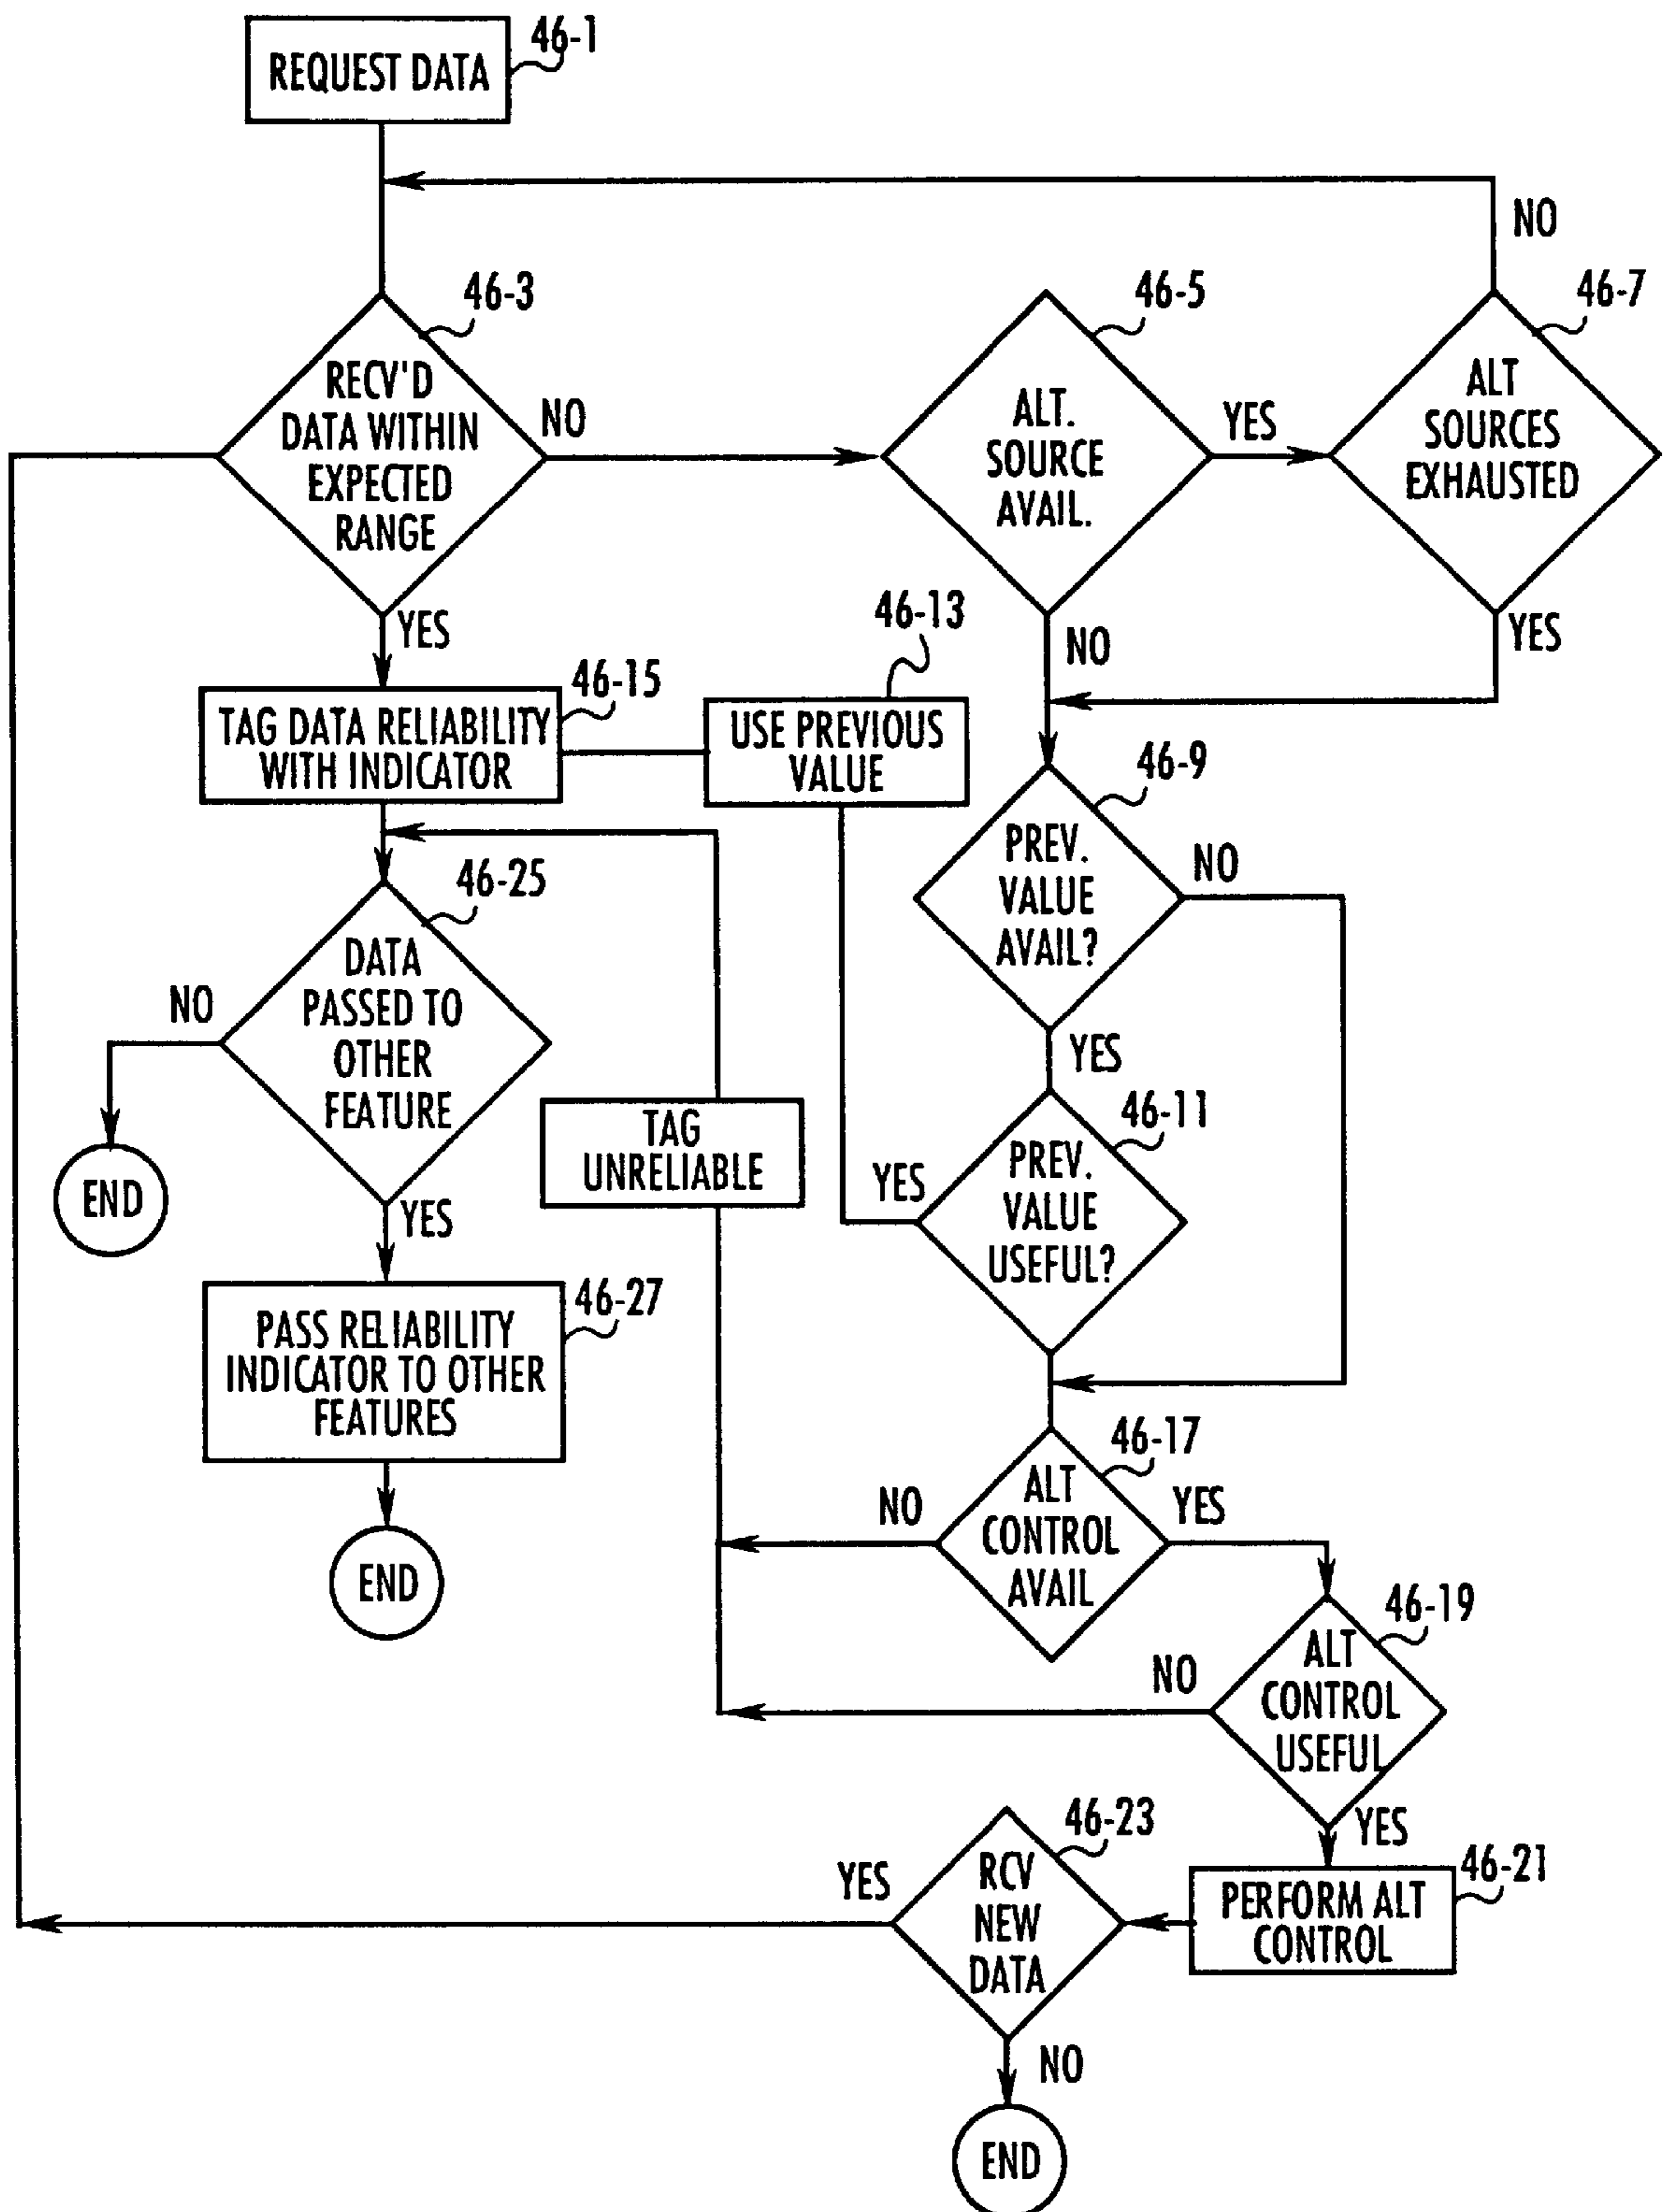 46-1
REQUEST DATA
NO
46-3
46-5
46-7
RECV'D
DATA WITHIN
EXPECTED
RANGE
NO
ALT.
SOURCE
AVAIL.
YES
ALT
SOURCES
EXHAUSTED
YES
46-13
NO
YES
46-15
TAG DATA RELIABILITY
WITH INDICATOR
USE PREVIOUS
VALUE
46-9
PREV.
VALUE
AVAIL?
NO
46-25
DATA
PASSED TO
OTHER
FEATURE
NO
YES
END
TAG
UNRELIABLE
46-11
PREV.
VALUE
USEFUL?
YES
YES
46-27
PASS RELIABILITY
INDICATOR TO OTHER
FEATURES
END
46-17
ALT
CONTROL
AVAIL
NO
YES
46-19
ALT
CONTROL
USEFUL
NO
YES
46-23
RCV
NEW
DATA
YES
46-21
PERFORM ALT
CONTROL
NO
END